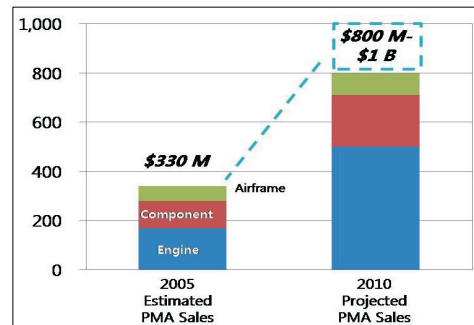 1,000
800
600
400
200
0
$330 M
$800 M-
$1 B
Airframe
Component
Engine
2005
Estimated
PMA Sales
2010
Projected
PMA Sales